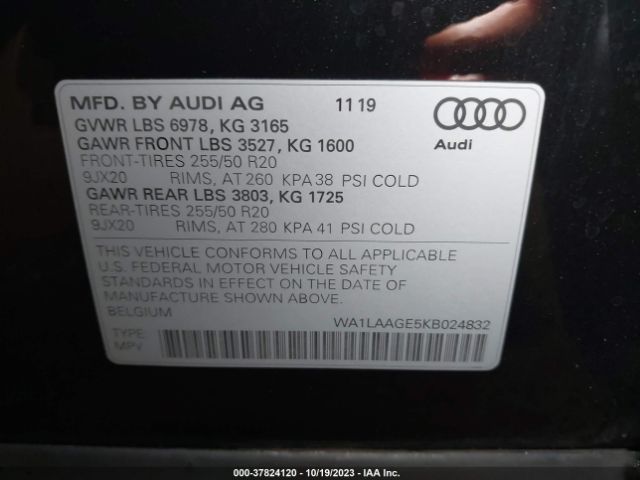 MFD. BY AUDI AG 11 19
GVWR LBS 6978, KG 3165
GAWR FRONT LBS 3527, KG 1600
FRONT-TIRES 255/50 R20
9JX20 RIMS, AT 260 KPA 38 PSI COLD
GAWR REAR LBS 3803, KG 1725
REAR-TIRES 255/50 R20
9JX20 RIMS, AT 280 KPA 41 PSI COLD
Audi
THIS VEHICLE CONFORMS TO ALL APPLICABLE
U.S. FEDERAL MOTOR VEHICLE SAFETY
STANDARDS IN EFFECT ON THE DATE OF
MANUFACTURE SHOWN ABOVE.
BELGIUM WA1LAAGE5KB024832
TYPE:
MPV
000-37824120 - 10/19/2023 - IAAI.COM